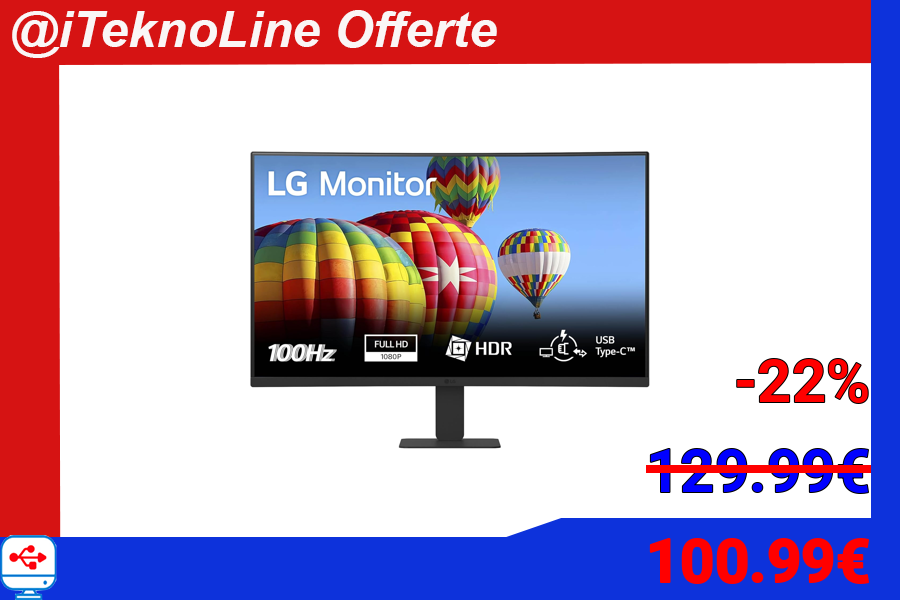 @iTeknoLine Offerte
LG Monitor
100Hz
FULL HD
1080P
HDR
USB
Type-C™
-22%
129.99€
100.99€